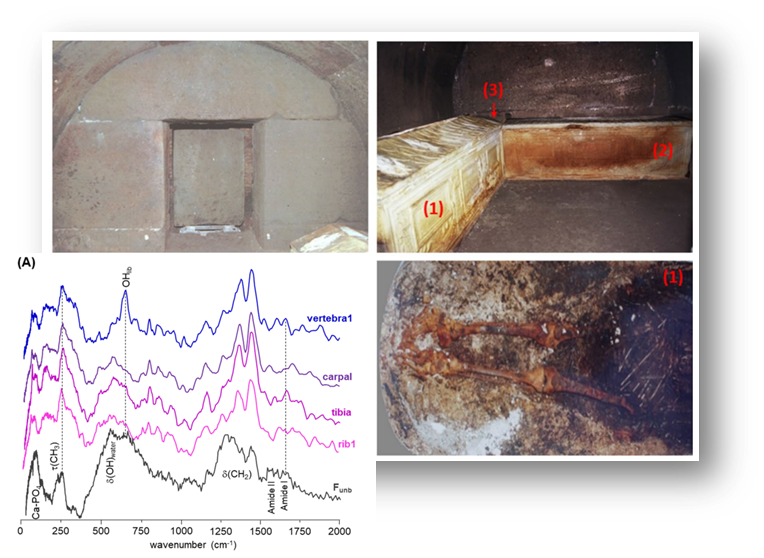 (3)
(2)
(1)
(A)
(1)
OHlib
vertebra1
carpal
tibia
rib1
Funb
Ca-PO4
τ(CH3)
δ(OH)water
δ(CH2)
Amide II
Amide I
0 250 500 750 1000 1250 1500 1750 2000
wavenumber (cm-1)